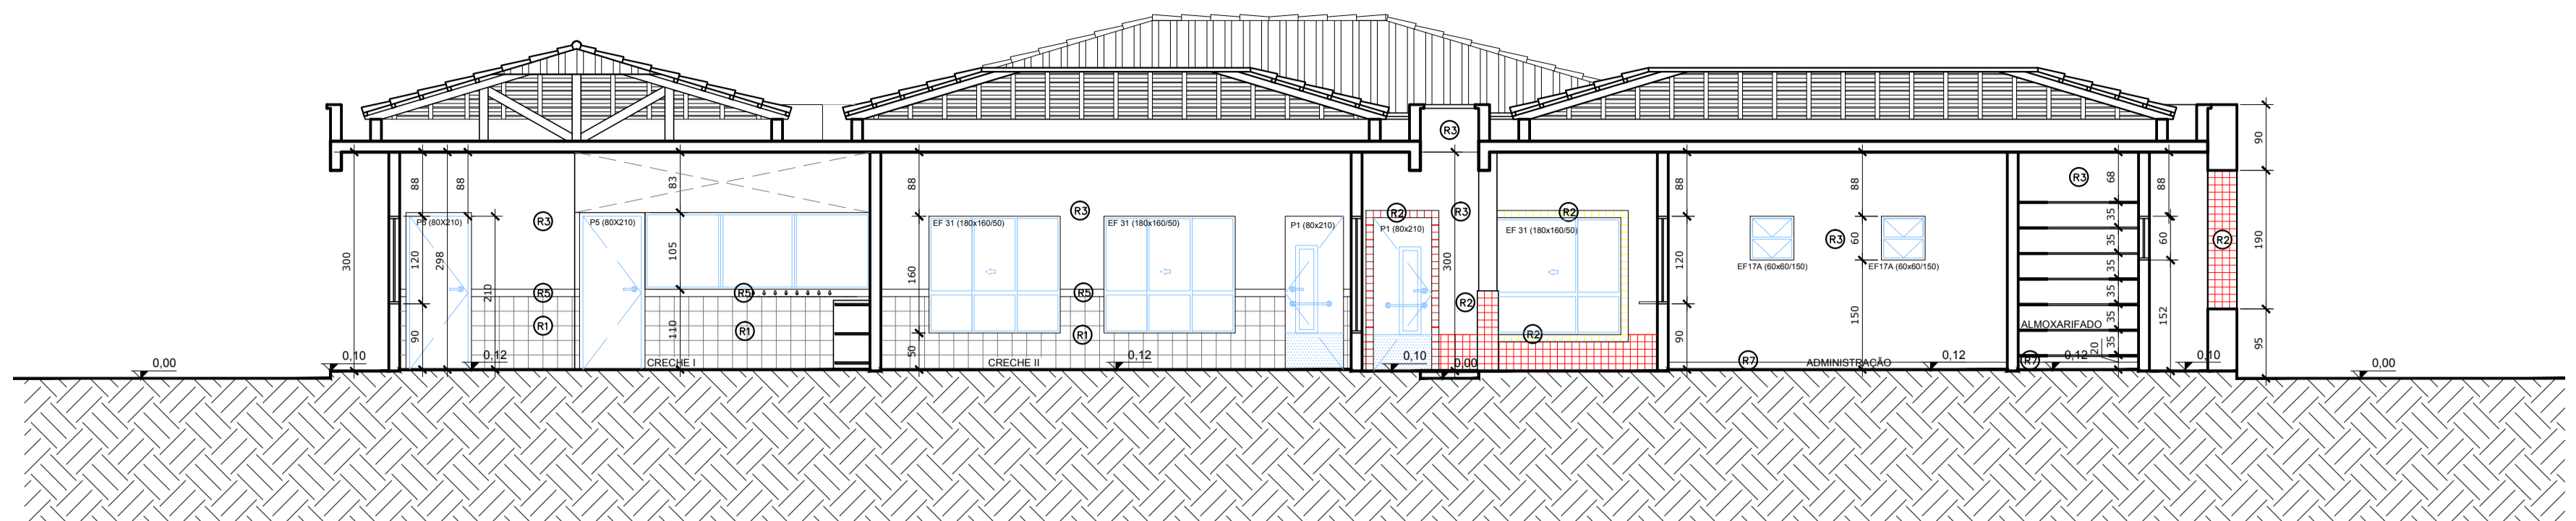 R3
90
88
88
83
88
88
88
R3
68
88
P5 (80X210)
R3
P5 (80X210)
EF 31 (180x160/50)
EF 31 (180x160/50)
R3
P1 (80x210)
R2
P1 (80x210)
R3
R2
EF 31 (180x160/50)
35
300
120
298
105
160
300
120
R3
60
35
60
R2
190
EF17A (60x60/150)
EF17A (60x60/150)
210
R5
R5
R5
R2
35
35
R1
R1
R1
R2
90
110
50
90
150
35
152
ALMOXARIFADO
35
20
95
0,00
0,10
0,12
CRECHE I
CRECHE II
0,12
0,10
0,00
R7
ADMINISTRAÇÃO
0,12
R7
0,12
0,10
0,00